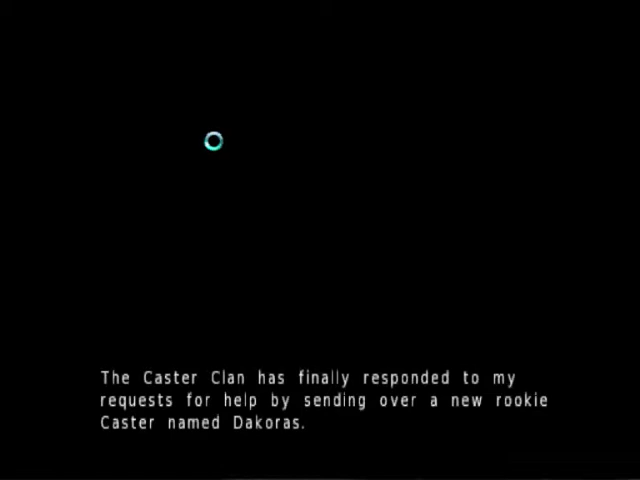 The Caster Clan has finally responded to my
requests for help by sending over a new rookie
Caster named Dakoras.